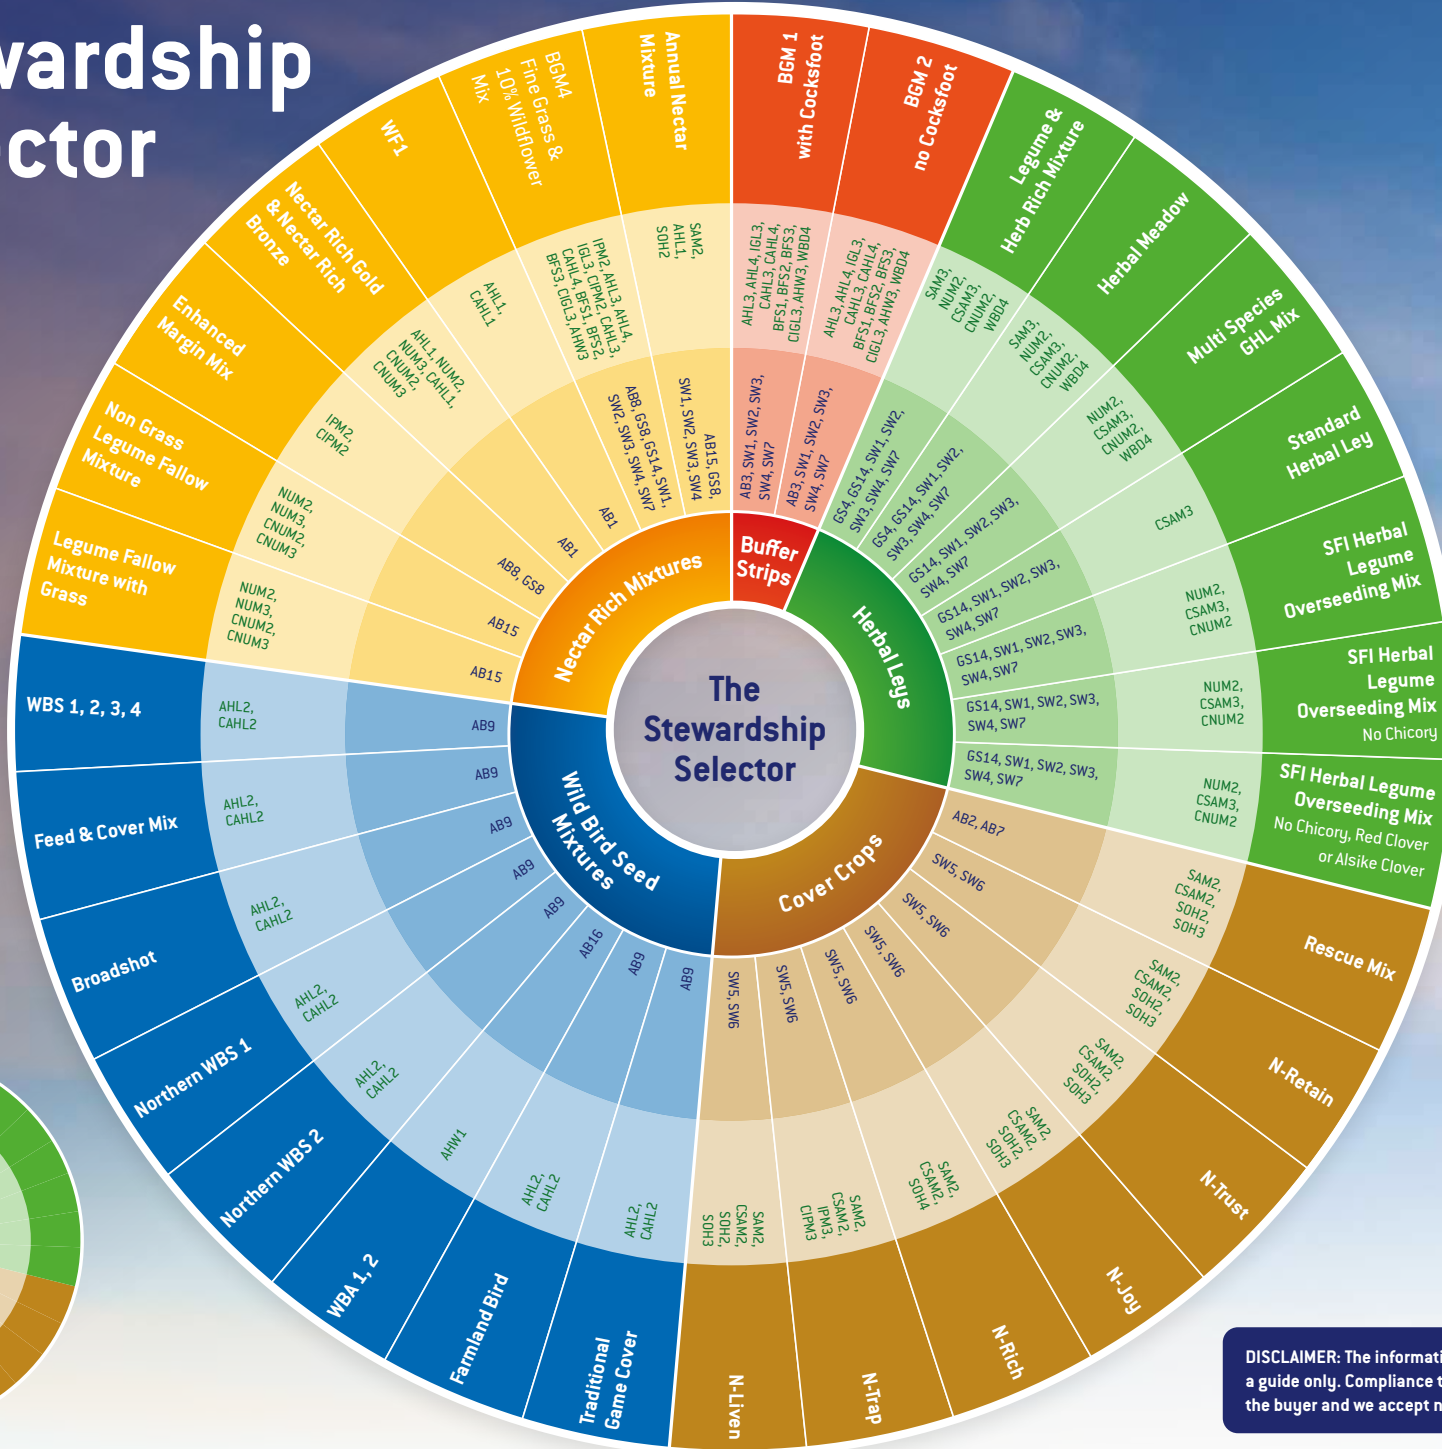 wardship
ector
The
Stewardship
Selector
Buffer
Strips
BGM 1
with Cocksfoot
AHL3, AHL4, IGL3,
CAHL3, CAHL4,
BFS1, BFS2, BFS3,
CIGL3, AHW3, WBD4
AB3, SW1, SW2, SW3,
SW4, SW7
BGM 2
no Cocksfoot
AHL3, AHL4, IGL3,
CAHL3, CAHL4,
BFS1, BFS2, BFS3,
CIGL3, AHW3, WBD4
AB3, SW1, SW2, SW3,
SW4, SW7
Herbal Leys
Legume &
Herb Rich Mixture
SAM3,
NUM2,
CSAM3,
CNUM2,
WBD4
GS4, GS14, SW1, SW2,
SW3, SW4, SW7
Herbal Meadow
SAM3,
NUM2,
CSAM3,
CNUM2,
WBD4
GS4, GS14, SW1, SW2,
SW3, SW4, SW7
Multi Species
GHL Mix
NUM2,
CSAM3,
CNUM2,
WBD4
GS14, SW1, SW2, SW3,
SW4, SW7
Standard
Herbal Ley
CSAM3
GS14, SW1, SW2, SW3,
SW4, SW7
SFI Herbal
Legume
Overseeding Mix
NUM2,
CSAM3,
CNUM2
GS14, SW1, SW2, SW3,
SW4, SW7
SFI Herbal
Legume
Overseeding Mix
No Chicory
NUM2,
CSAM3,
CNUM2
GS14, SW1, SW2, SW3,
SW4, SW7
SFI Herbal Legume
Overseeding Mix
No Chicory, Red Clover
or Alsike Clover
NUM2,
CSAM3,
CNUM2
GS14, SW1, SW2, SW3,
SW4, SW7
Cover Crops
Rescue Mix
SAM2,
CSAM2,
SOH2,
SOH3
AB2, AB7
N-Retain
SAM2,
CSAM2,
SOH2,
SOH3
SW5, SW6
N-Trust
SAM2,
CSAM2,
SOH2,
SOH3
SW5, SW6
N-Joy
SAM2,
CSAM2,
SOH2,
SOH3
SW5, SW6
N-Rich
SAM2,
CSAM2,
SOH4
SW5, SW6
N-Trap
SAM2,
CSAM2,
IPM3,
CIPM3
SW5, SW6
N-Liven
SAM2,
CSAM2,
SOH2,
SOH3
SW5, SW6
Wild Bird Seed
Mixtures
Traditional
Game Cover
AHL2,
CAHL2
AB9
Farmland Bird
AHL2,
CAHL2
AB9
WBA 1, 2
AHW1
AB16
Northern WBS 2
AHL2,
CAHL2
AB9
Northern WBS 1
AHL2,
CAHL2
AB9
Broadshot
AHL2,
CAHL2
AB9
Feed & Cover Mix
AHL2,
CAHL2
AB9
WBS 1, 2, 3, 4
AHL2,
CAHL2
AB9
Nectar Rich Mixtures
Legume Fallow
Mixture with
Grass
NUM2,
NUM3,
CNUM2,
CNUM3
AB15
Non Grass
Legume Fallow
Mixture
NUM2,
NUM3,
CNUM2,
CNUM3
AB15
Enhanced
Margin Mix
IPM2,
CIPM2
AB8, GS8
Nectar Rich Gold
& Nectar Rich
Bronze
AHL1, NUM2,
NUM3, CAHL1,
CNUM2,
CNUM3
AB1
WF1
AHL1,
CAHL1
AB1
BGM4
Fine Grass &
10% Wildflower
Mix
IPM2, AHL3, AHL4,
IGL3, CIPM2, CAHL3,
CAHL4, BFS1, BFS2,
BFS3, CIGL3, AHW3
AB8, GS8, GS14, SW1,
SW2, SW3, SW4, SW7
Annual Nectar
Mixture
SAM2,
AHL1,
SOH2
AB15, GS8,
SW1, SW2, SW3, SW4
DISCLAIMER: The informati
a guide only. Compliance t
the buyer and we accept n